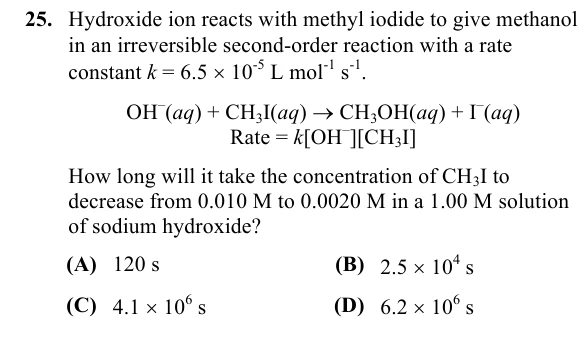 25. Hydroxide ion reacts with methyl iodide to give methanol
in an irreversible second-order reaction with a rate
constant k = 6.5 × 10⁻⁵ L mol⁻¹ s⁻¹.
OH⁻(aq) + CH₃I(aq) → CH₃OH(aq) + I⁻(aq)
Rate = k[OH⁻][CH₃I]
How long will it take the concentration of CH₃I to
decrease from 0.010 M to 0.0020 M in a 1.00 M solution
of sodium hydroxide?
(A) 120 s (B) 2.5 × 10⁴ s
(C) 4.1 × 10⁶ s (D) 6.2 × 10⁶ s